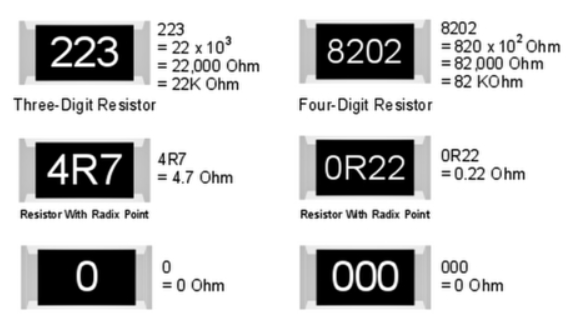 223
223
= 22 x 10³
= 22,000 Ohm
= 22K Ohm
Three-Digit Resistor
8202
8202
= 820 x 10² Ohm
= 82,000 Ohm
= 82 KOhm
Four-Digit Resistor
4R7
4R7
= 4.7 Ohm
Resistor With Radix Point
0R22
0R22
= 0.22 Ohm
Resistor With Radix Point
0
0
= 0 Ohm
000
000
= 0 Ohm